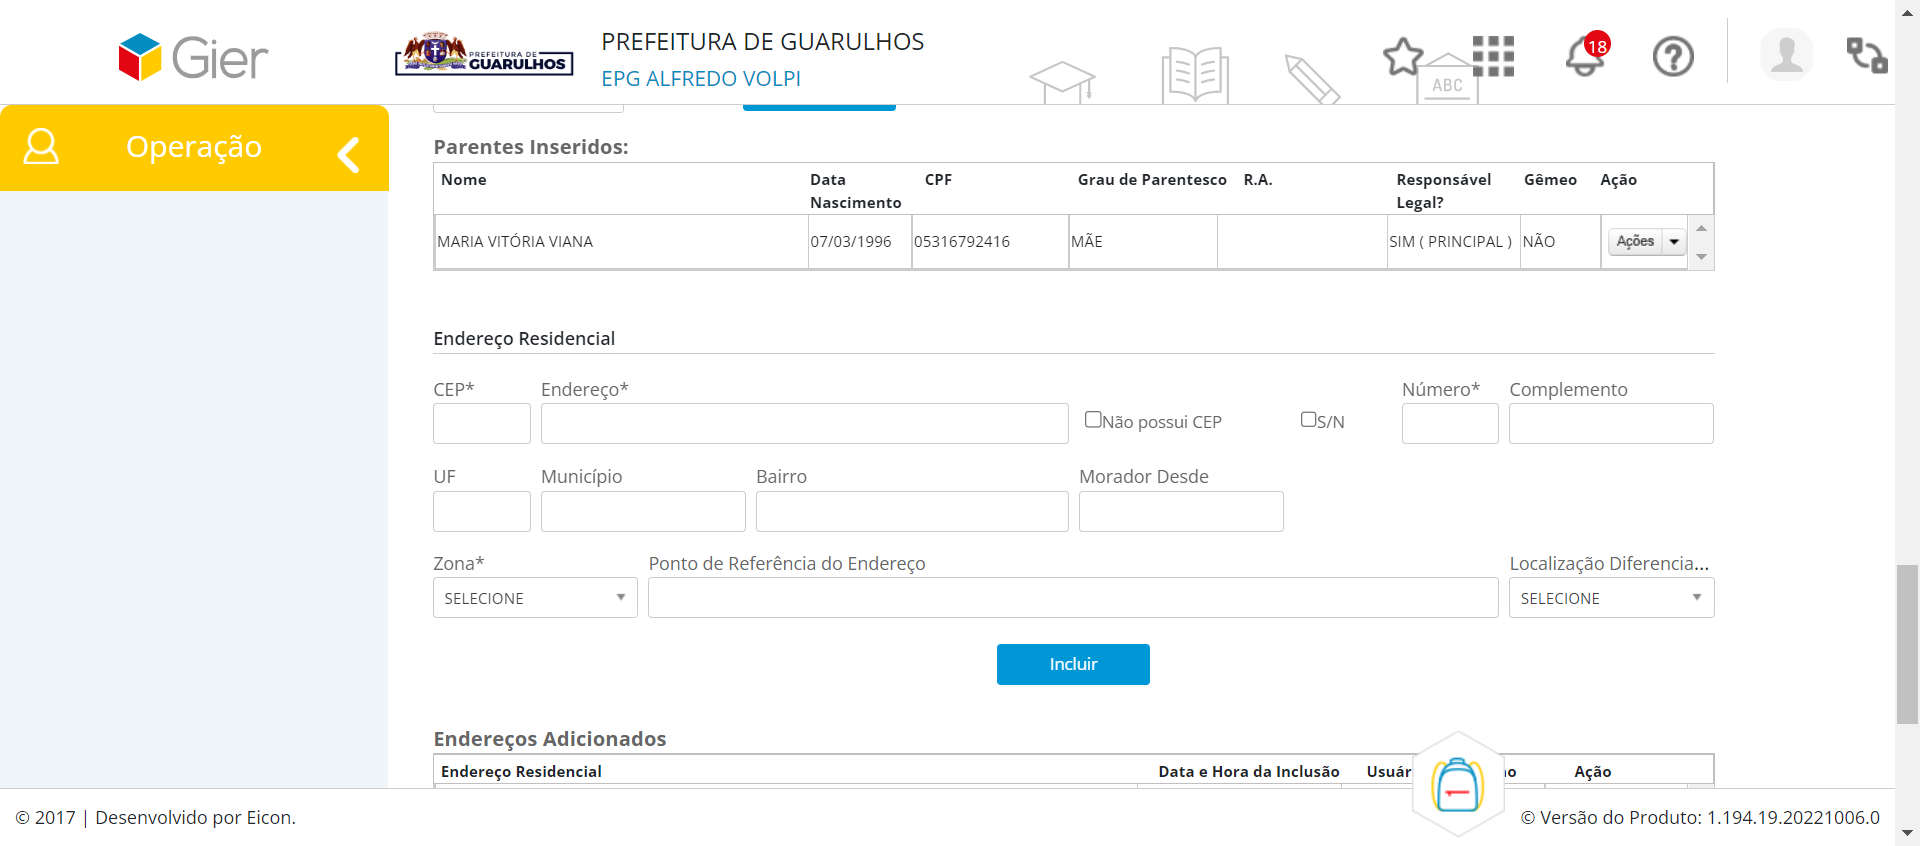 Gier
PREFEITURA DE
GUARULHOS
PREFEITURA DE GUARULHOS
EPG ALFREDO VOLPI
ABC
18
Operação
Parentes Inseridos:
Nome Data Nascimento CPF Grau de Parentesco R.A. Responsável Legal? Gêmeo Ação
MARIA VITÓRIA VIANA 07/03/1996 05316792416 MÃE SIM ( PRINCIPAL ) NÃO Ações
Endereço Residencial
CEP* Endereço* Número* Complemento
Não possui CEP S/N
UF Município Bairro Morador Desde
Zona* Ponto de Referência do Endereço Localização Diferencia...
SELECIONE SELECIONE
Incluir
Endereços Adicionados
Endereço Residencial Data e Hora da Inclusão Ação
© 2017 | Desenvolvido por Eicon. © Versão do Produto: 1.194.19.20221006.0